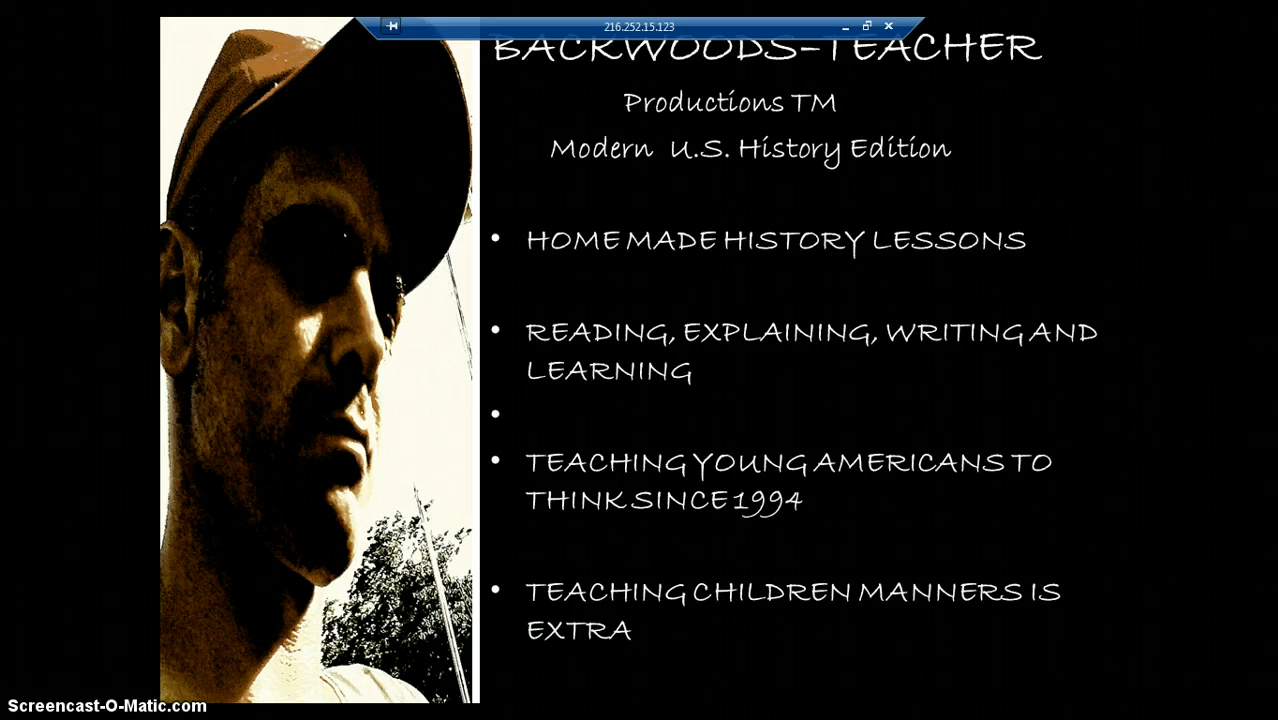 216.252.15.123
BACKWOODS-TEACHER
Productions TM
Modern U.S. History Edition
• HOME MADE HISTORY LESSONS
• READING, EXPLAINING, WRITING AND
LEARNING
•
• TEACHING YOUNG AMERICANS TO
THINK SINCE 1994
• TEACHING CHILDREN MANNERS IS
EXTRA
Screencast-O-Matic.com